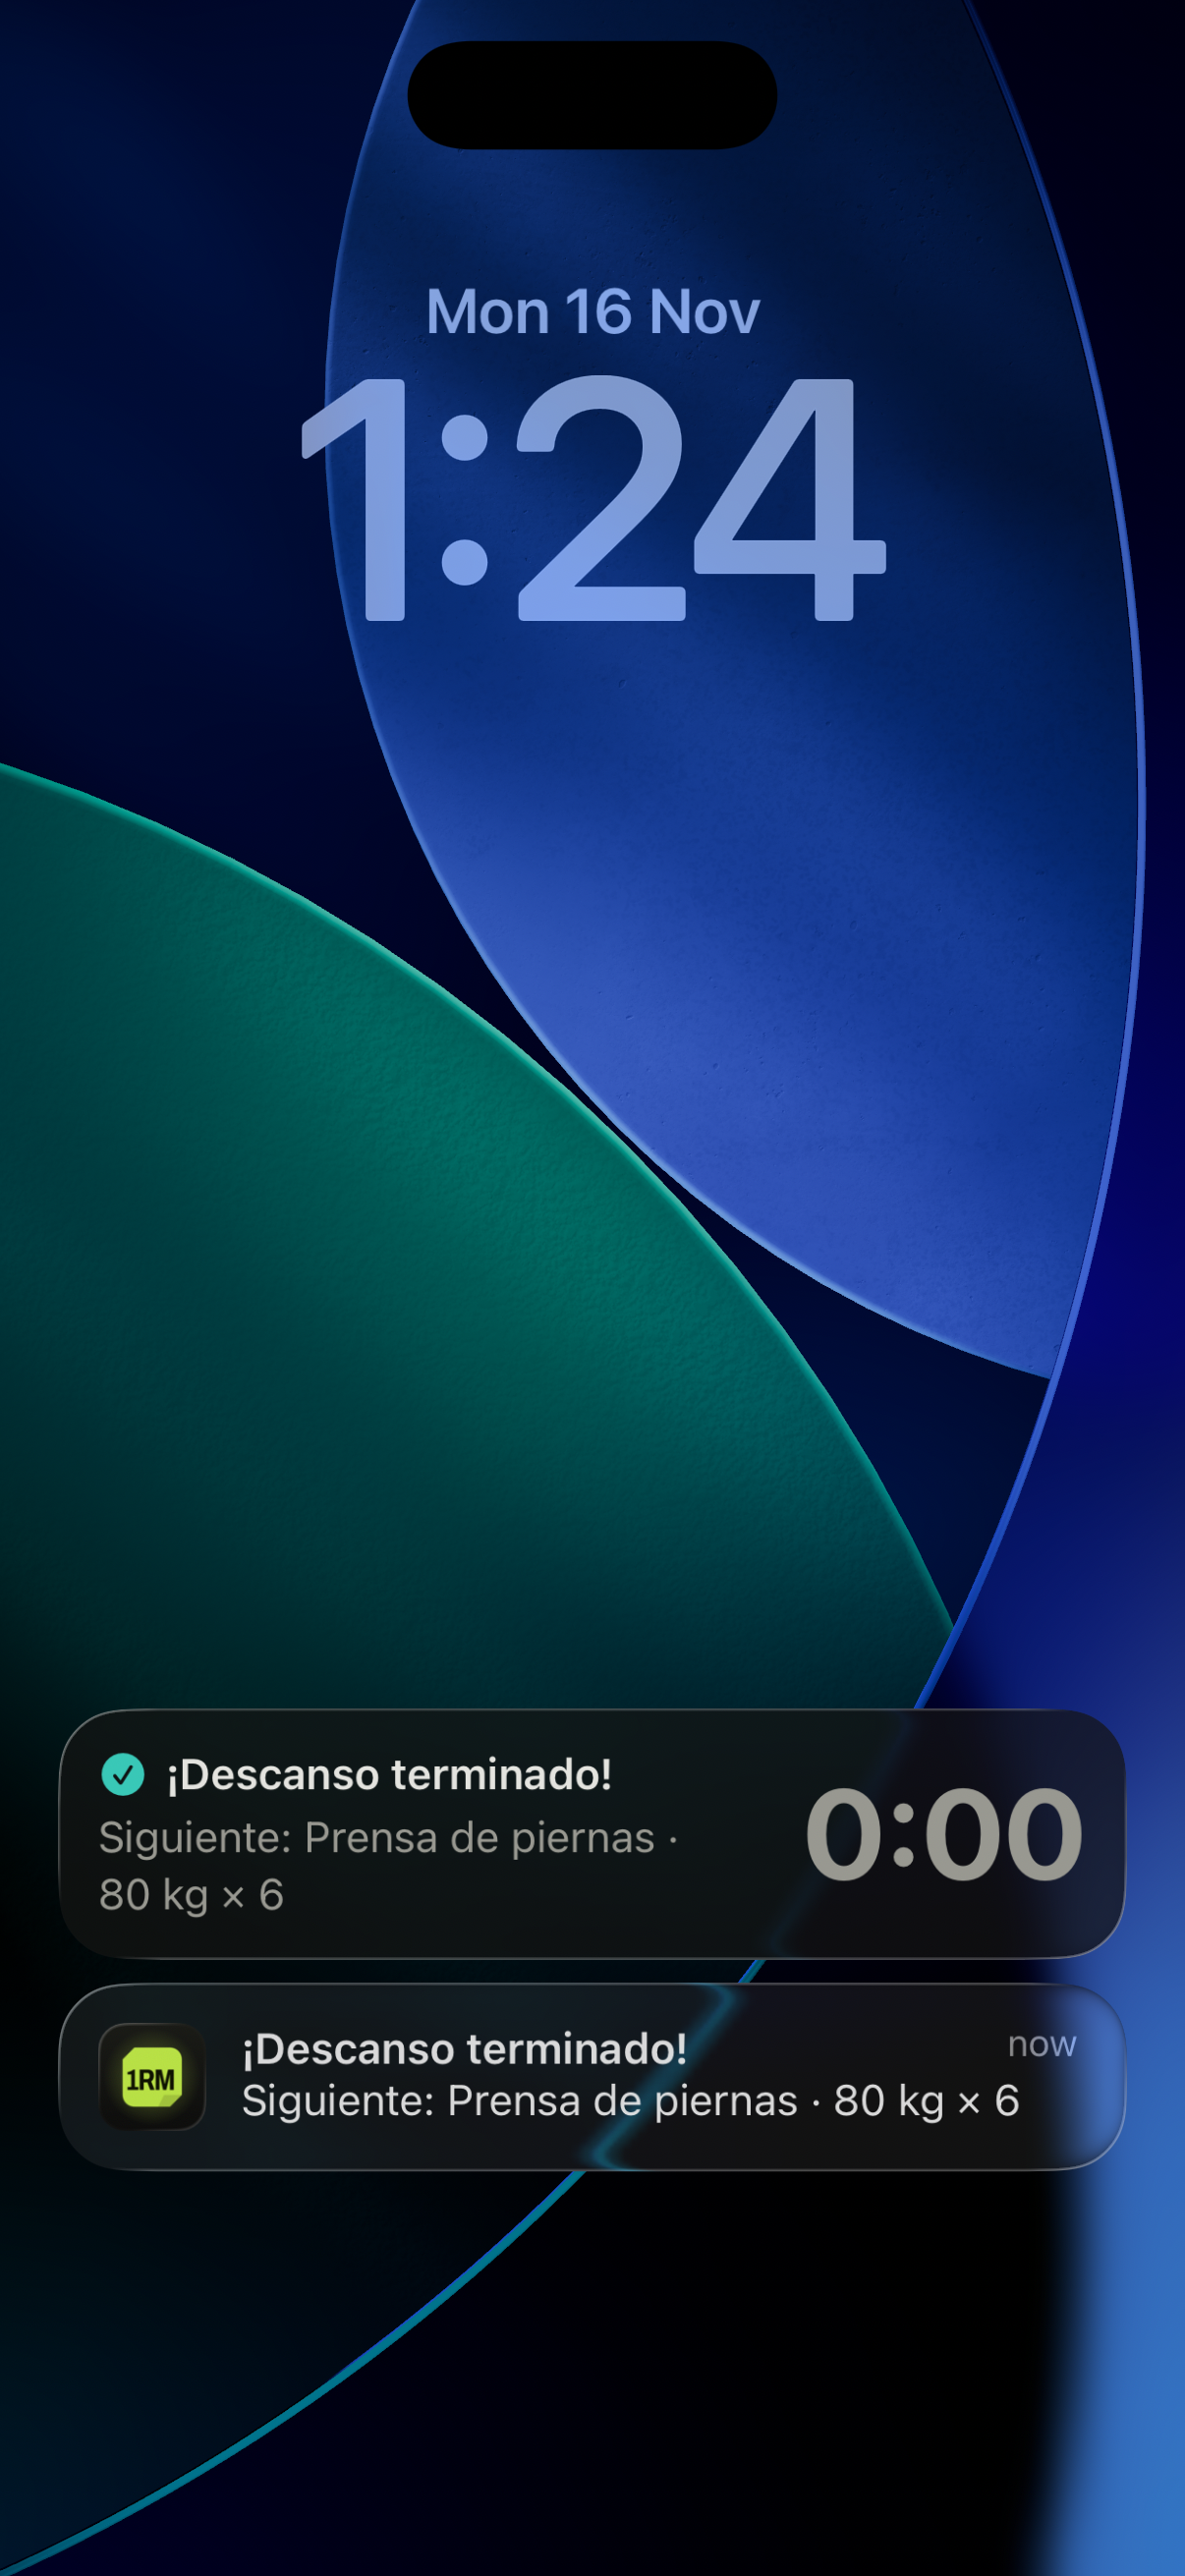 Mon 16 Nov
1:24
¡Descanso terminado!
Siguiente: Prensa de piernas ·
80 kg × 6
0:00
1RM
¡Descanso terminado!
now
Siguiente: Prensa de piernas · 80 kg × 6